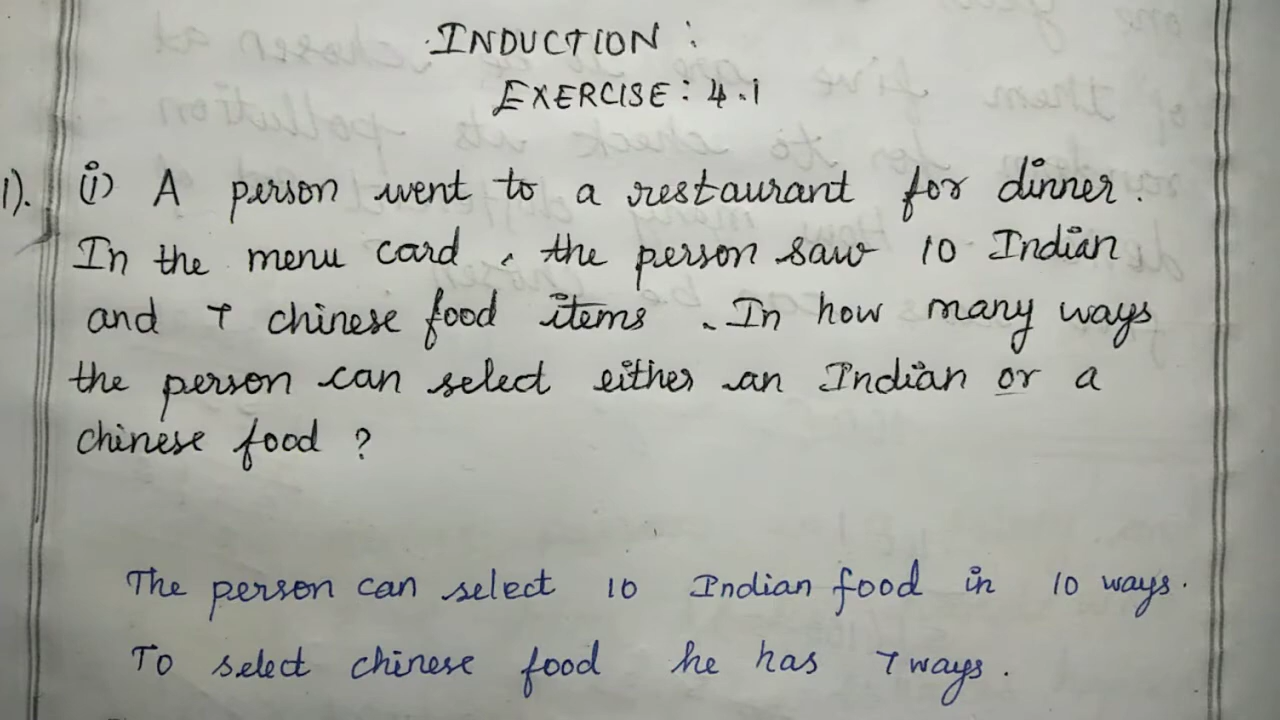 INDUCTION :
EXERCISE : 4.1
1). (i) A person went to a restaurant for dinner.
In the menu card, the person saw 10 Indian
and 7 chinese food items. In how many ways
the person can select either an Indian or a
chinese food ?
The person can select 10 Indian food in 10 ways.
To select chinese food he has 7 ways.